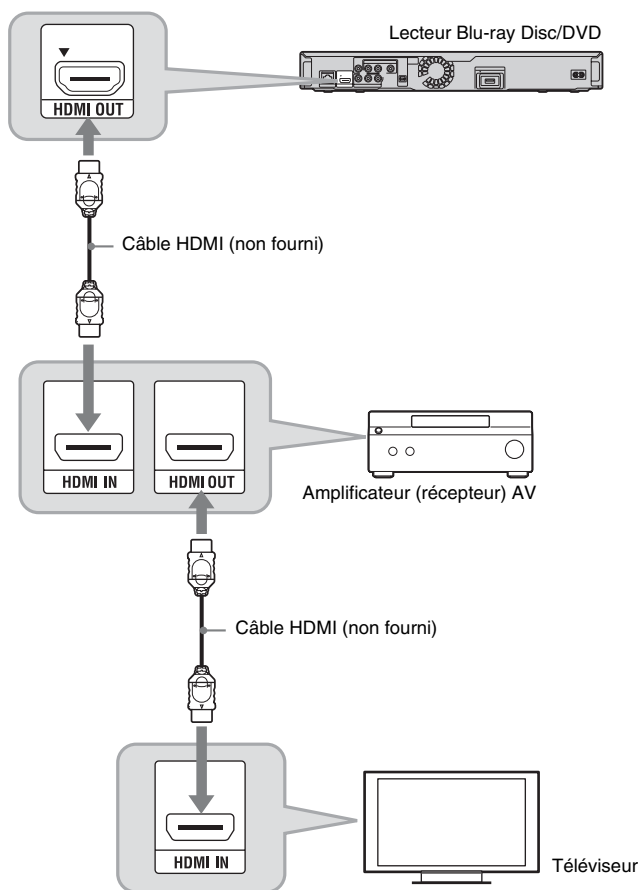 Lecteur Blu-ray Disc/DVD
HDMI OUT
Câble HDMI (non fourni)
HDMI IN
HDMI OUT
Amplificateur (récepteur) AV
Câble HDMI (non fourni)
HDMI IN
Téléviseur